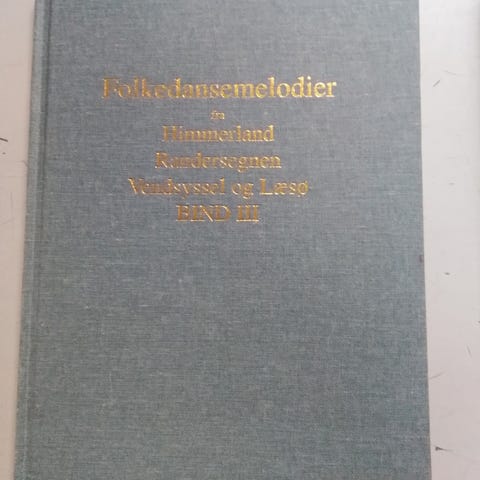 Folkedansemelodier
fra
Himmerland
Randersegnen
Vendsyssel og Læsø
BIND III